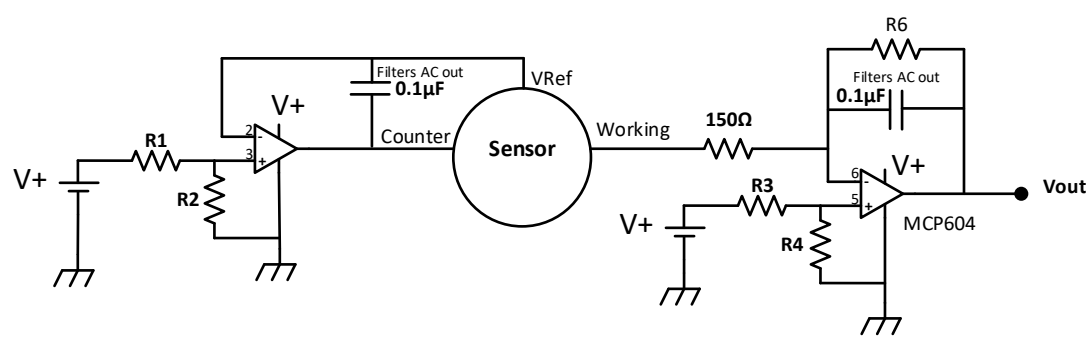 R6
Filters AC out
0.1µF
VRef
Filters AC out
0.1µF
V+
2
-
3
+
Counter
Sensor
Working
150Ω
R1
V+
R2
V+
6
-
5
+
Vout
MCP604
R3
V+
R4